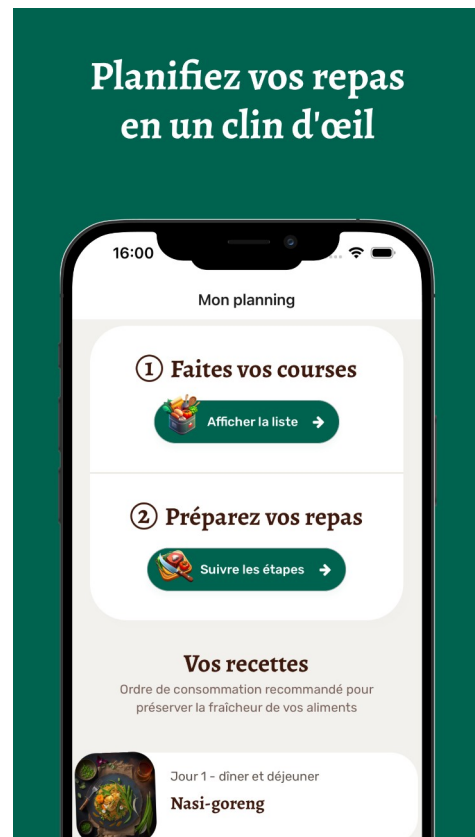 Planifiez vos repas
en un clin d'œil
16:00
Mon planning
1 Faites vos courses
Afficher la liste
2 Préparez vos repas
Suivre les étapes
Vos recettes
Ordre de consommation recommandé pour
préserver la fraîcheur de vos aliments
Jour 1 - dîner et déjeuner
Nasi-goreng